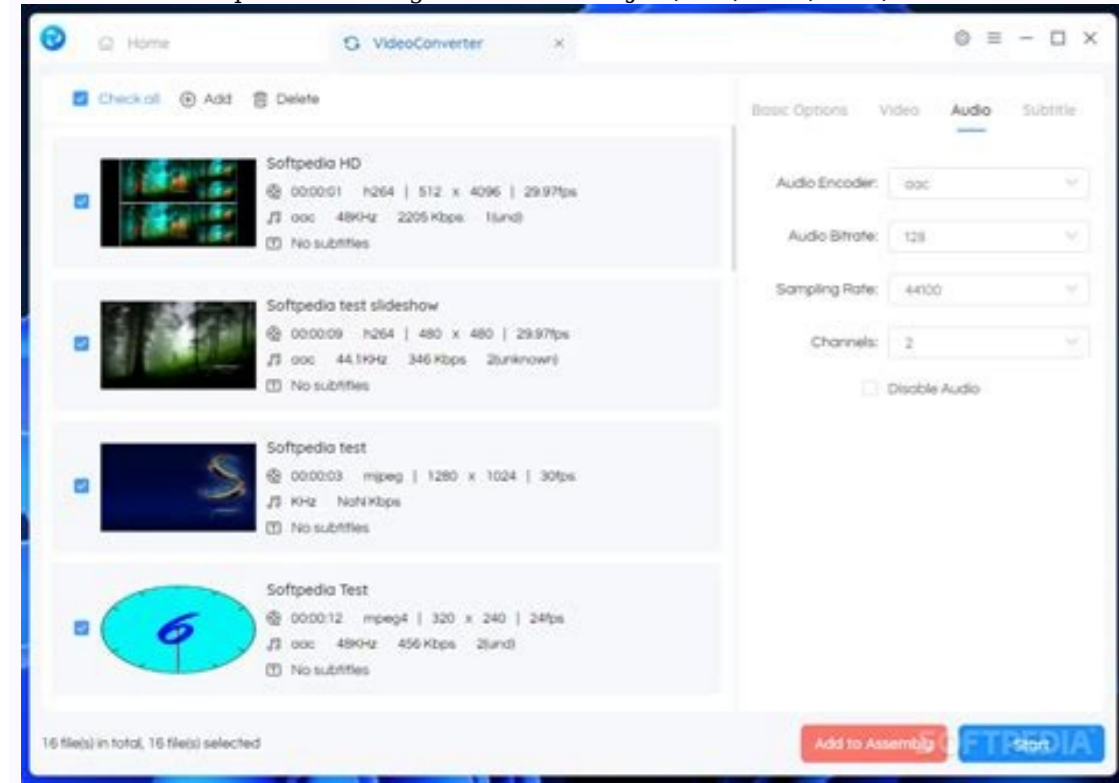 Home VideoConverter
Check all Add Delete
Basic Options Video Audio Subtitle
Softpedia HD
00:00:01 h264 | 512 x 4096 | 29.97fps
aac 48KHz 2205 Kbps 1(und)
No subtitles
Softpedia test slideshow
00:00:09 h264 | 480 x 480 | 29.97fps
aac 44.1KHz 346 Kbps 2(unknown)
No subtitles
Softpedia test
00:00:03 mjpeg | 1280 x 1024 | 30fps
KHz NaN Kbps
No subtitles
Softpedia Test
6
00:00:12 mpeg4 | 320 x 240 | 24fps
aac 48KHz 456 Kbps 2(und)
No subtitles
Audio Encoder: aac
Audio Bitrate: 128
Sampling Rate: 44100
Channels: 2
Disable Audio
16 file(s) in total, 16 file(s) selected
Add to Assembly Start
SOFTPEDIA